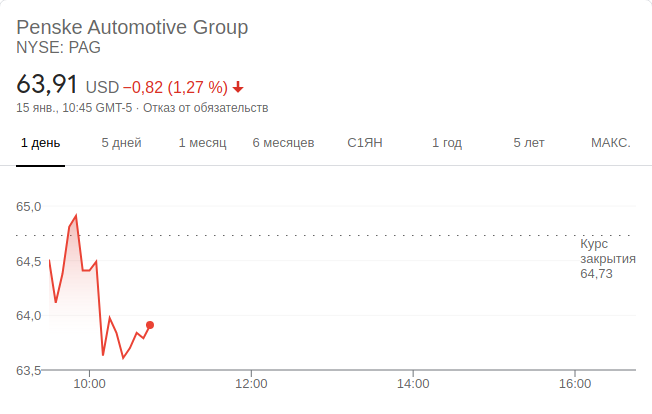 Penske Automotive Group
NYSE: PAG
63,91 USD −0,82 (1,27 %)
15 янв., 10:45 GMT-5 · Отказ от обязательств
1 день 5 дней 1 месяц 6 месяцев С1ЯН 1 год 5 лет МАКС.
65,0
Курс
закрытия
64,5
64,73
64,0
63,5
10:00 12:00 14:00 16:00